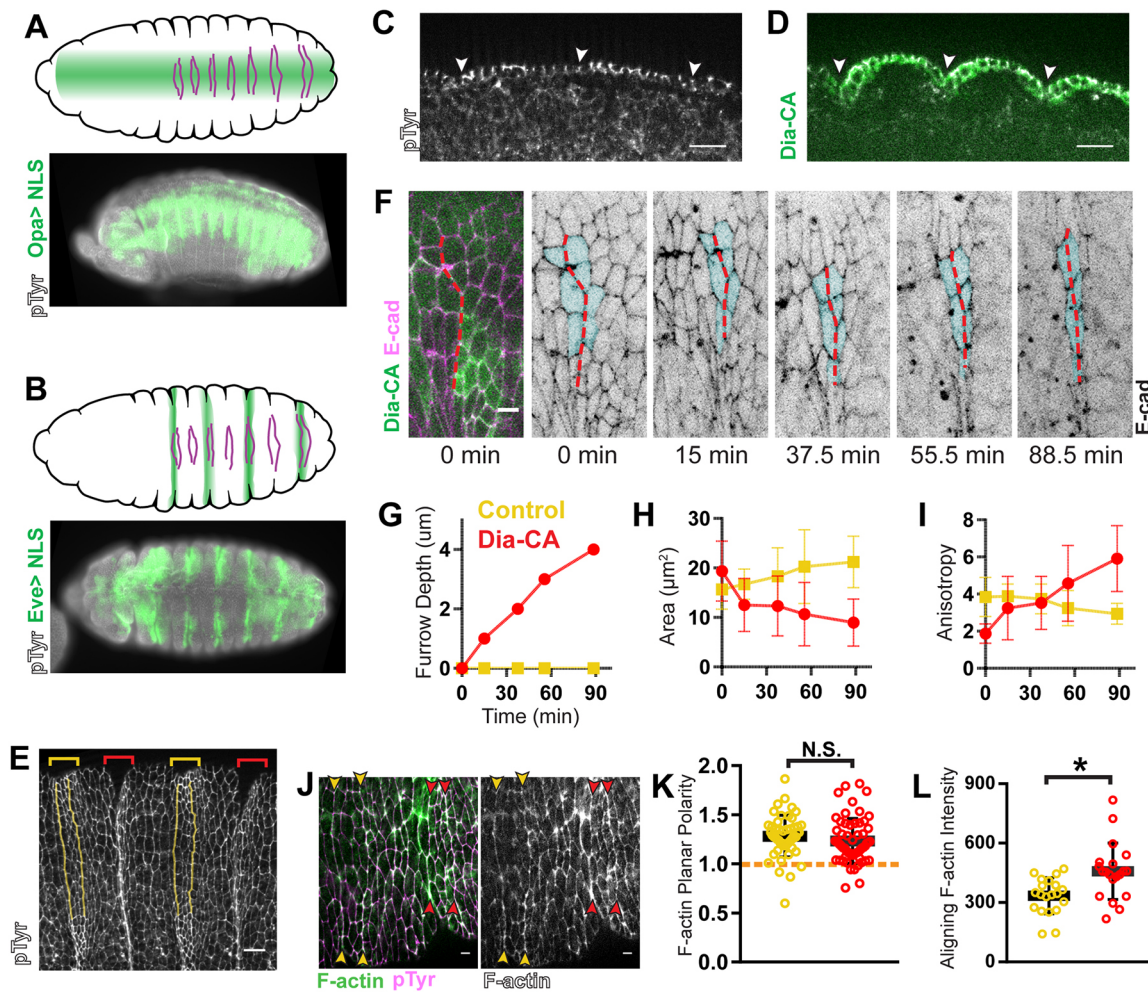 A
pTyr Opa> NLS
B
pTyr Eve> NLS
C
pTyr
D
Dia-CA
F
Dia-CA E-cad
0 min
0 min
15 min
37.5 min
55.5 min
88.5 min
E-cad
G
Control
Dia-CA
Furrow Depth (um)
4
2
0
0 30 60 90
Time (min)
H
Area (µm²)
30
20
10
0
0 30 60 90
I
Anisotropy
8
6
4
2
0
0 30 60 90
E
pTyr
J
F-actin pTyr
F-actin
K
N.S.
F-actin Planar Polarity
2.0
1.5
1.0
0.5
0.0
L
*
Aligning F-actin Intensity
900
600
300
0